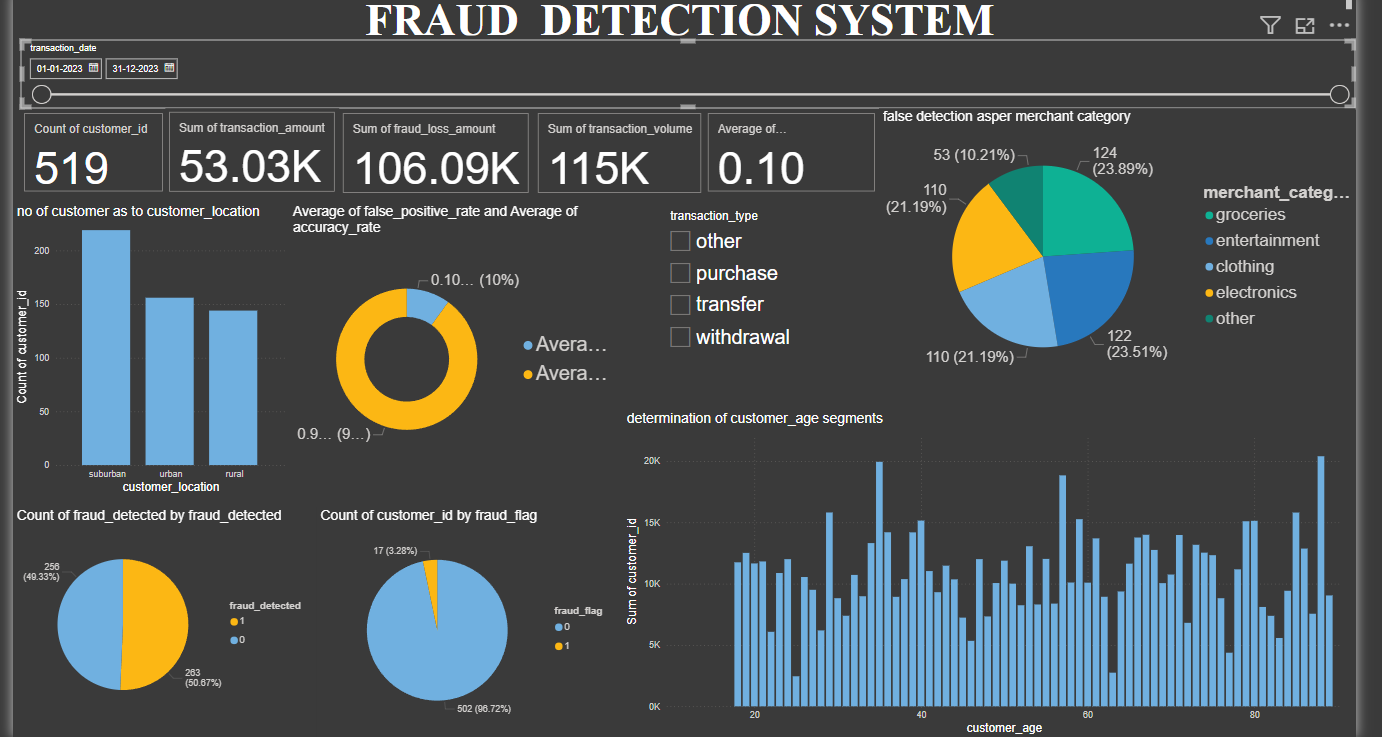 FRAUD DETECTION SYSTEM
transaction_date
01-01-2023
31-12-2023
Count of customer_id
519
Sum of transaction_amount
53.03K
Sum of fraud_loss_amount
106.09K
Sum of transaction_volume
115K
Average of...
0.10
false detection asper merchant category
53 (10.21%)
124
(23.89%)
110
(21.19%)
110 (21.19%)
122
(23.51%)
merchant_categ...
groceries
entertainment
clothing
electronics
other
no of customer as to customer_location
Count of customer_id
200
150
100
50
0
suburban
urban
rural
customer_location
Average of false_positive_rate and Average of
accuracy_rate
0.10... (10%)
0.9... (9...)
Avera...
Avera...
transaction_type
other
purchase
transfer
withdrawal
Count of fraud_detected by fraud_detected
256
(49.33%)
263
(50.67%)
fraud_detected
1
0
Count of customer_id by fraud_flag
17 (3.28%)
502 (96.72%)
fraud_flag
0
1
determination of customer_age segments
Sum of customer_id
20K
15K
10K
5K
0K
20
40
60
80
customer_age